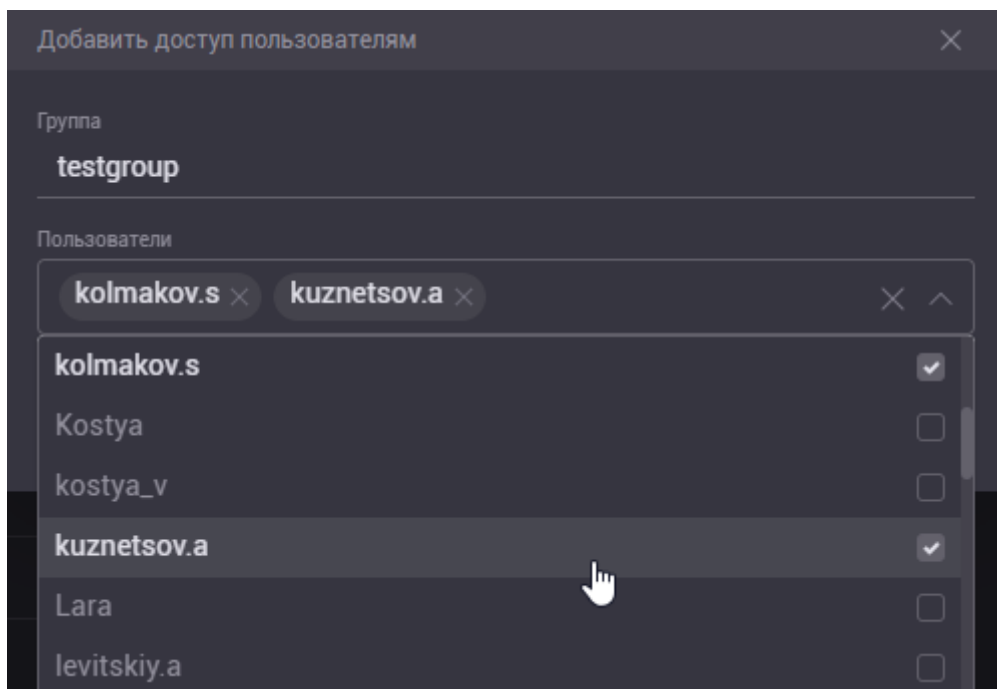 Добавить доступ пользователям
Группа
testgroup
Пользователи
kolmakov.s kuznetsov.a
kolmakov.s
Kostya
kostya_v
kuznetsov.a
Lara
levitskiy.a